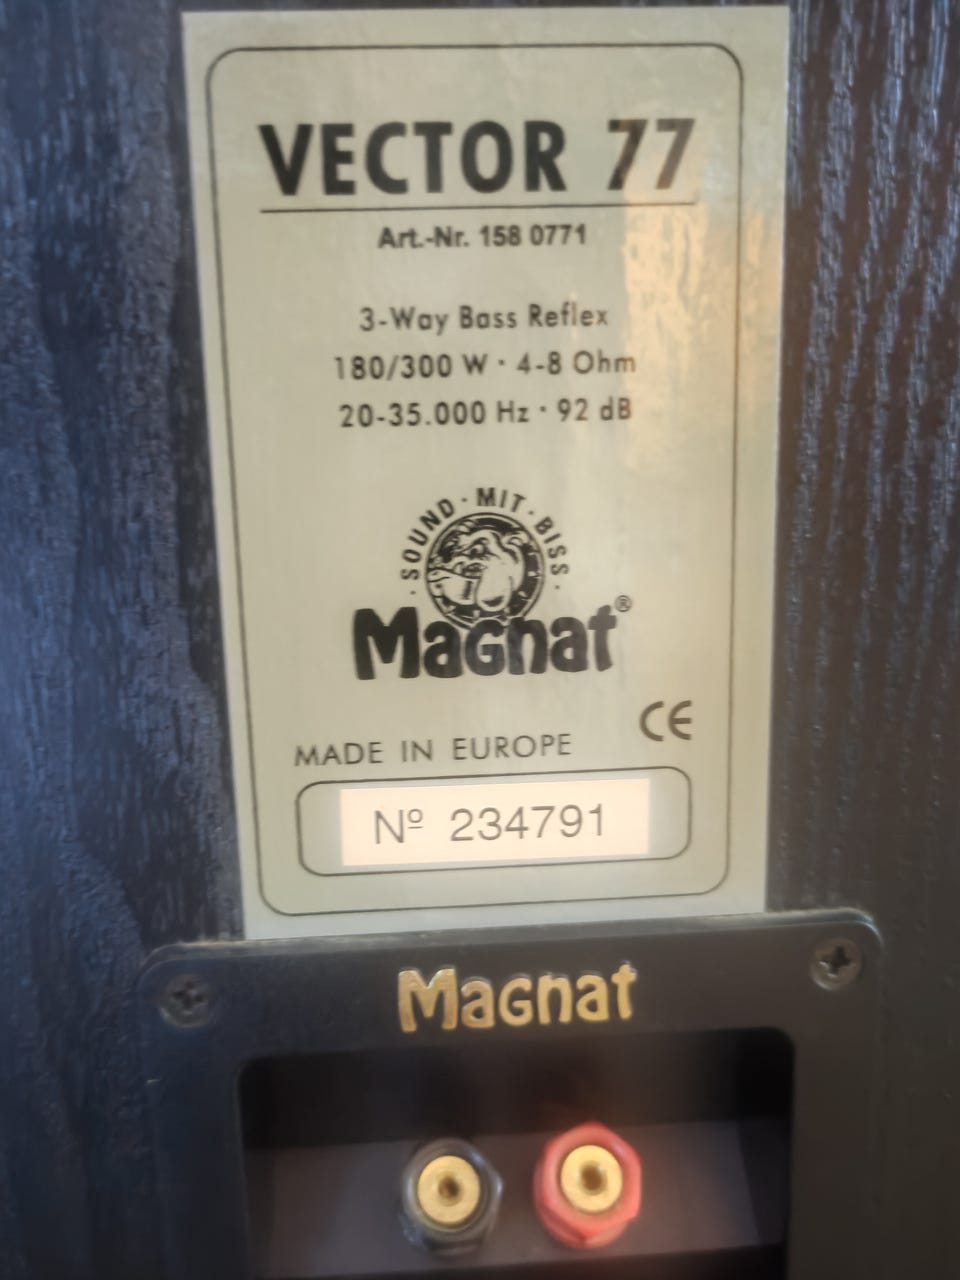 VECTOR 77
Art.-Nr. 158 0771
3-Way Bass Reflex
180/300 W · 4-8 Ohm
20-35.000 Hz · 92 dB
· SOUND · MIT · BISS ·
Magnat®
CE
MADE IN EUROPE
Nº 234791
Magnat